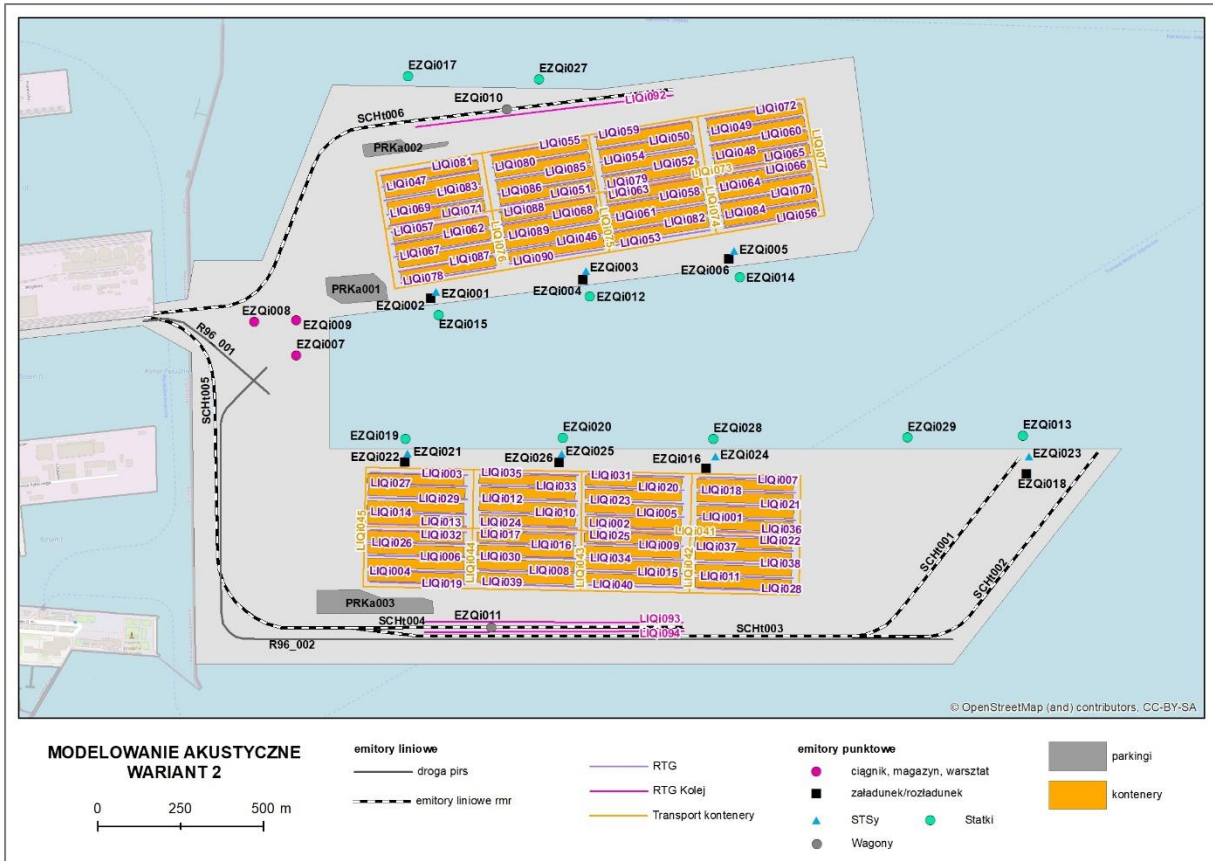 EZQi017
EZQi027
EZQi010
SCHt006
LIQi092
PRKa002
LIQi072
LIQi059
LIQi055
LIQi050
LIQi049
LIQi060
LIQi081
LIQi080
LIQi054
LIQi052
LIQi048
LIQi065
LIQi077
LIQi047
LIQi083
LIQi085
LIQi079
LIQi073
LIQi066
LIQi069
LIQi086
LIQi051
LIQi063
LIQi058
LIQi064
LIQi070
LIQi057
LIQi071
LIQi088
LIQi068
LIQi075
LIQi061
LIQi082
LIQi074
LIQi084
LIQi056
LIQi067
LIQi062
LIQi076
LIQi089
LIQi046
LIQi053
LIQi078
LIQi087
LIQi090
EZQi005
EZQi003
EZQi006
EZQi014
PRKa001
EZQi001
EZQi004
EZQi012
EZQi002
EZQi015
EZQi008
EZQi009
EZQi007
R96_001
SCHt005
EZQi019
EZQi020
EZQi028
EZQi029
EZQi013
EZQi021
EZQi025
EZQi024
EZQi023
EZQi022
EZQi026
EZQi016
EZQi018
LIQi003
LIQi035
LIQi031
LIQi007
LIQi027
LIQi033
LIQi020
LIQi018
LIQi029
LIQi012
LIQi023
LIQi021
LIQi045
LIQi014
LIQi010
LIQi005
LIQi001
LIQi013
LIQi024
LIQi002
LIQi041
LIQi036
LIQi032
LIQi017
LIQi025
LIQi022
LIQi026
LIQi016
LIQi009
LIQi037
LIQi006
LIQi044
LIQi030
LIQi043
LIQi034
LIQi042
LIQi038
LIQi004
LIQi008
LIQi015
LIQi011
LIQi019
LIQi039
LIQi040
LIQi028
SCHt001
SCHt002
PRKa003
SCHt004
EZQi011
LIQi093
LIQi094
SCHt003
R96_002
© OpenStreetMap (and) contributors, CC-BY-SA
MODELOWANIE AKUSTYCZNE
WARIANT 2
0 250 500 m
emitory liniowe
droga pirs
emitory liniowe rmr
RTG
RTG Kolej
Transport kontenery
emitory punktowe
ciągnik, magazyn, warsztat
załadunek/rozładunek
STSy
Statki
Wagony
parkingi
kontenery